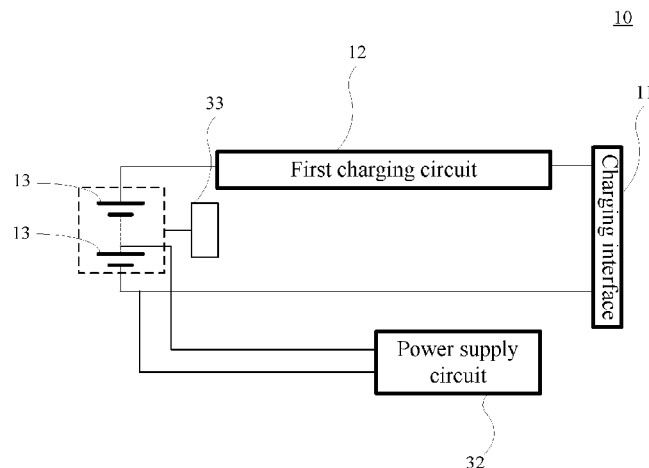 10
12
11
33
First charging circuit
Charging interface
13
13
Power supply
circuit
32